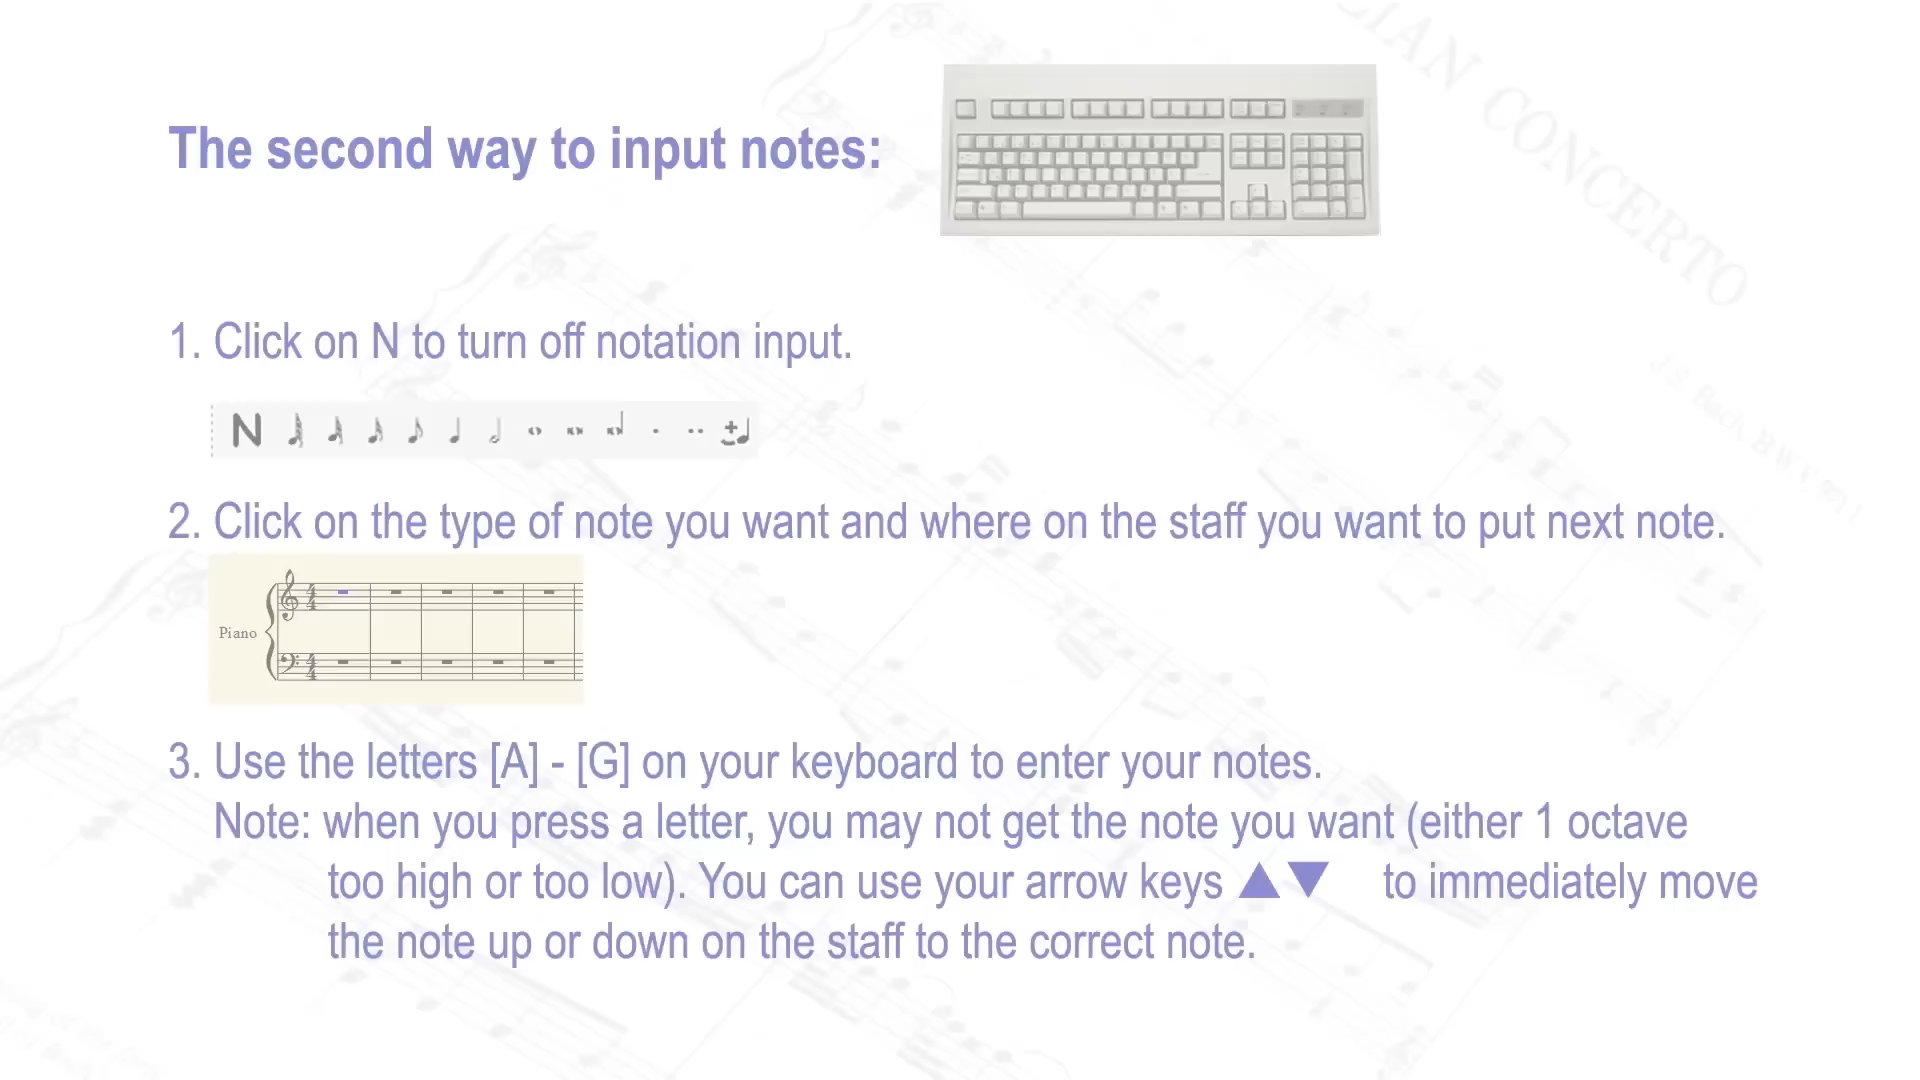 CIAN CONCERTO
The second way to input notes:
1. Click on N to turn off notation input.
N
2. Click on the type of note you want and where on the staff you want to put next note.
Piano
3. Use the letters [A] - [G] on your keyboard to enter your notes.
Note: when you press a letter, you may not get the note you want (either 1 octave
too high or too low). You can use your arrow keys ▲▼ to immediately move
the note up or down on the staff to the correct note.
J.S. Bach BWV